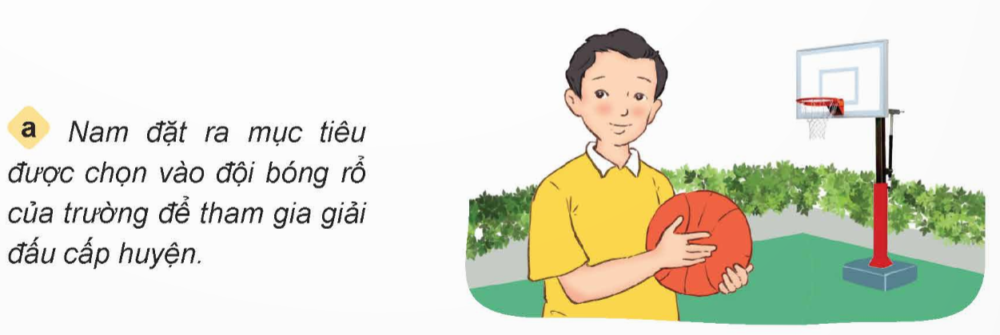 a Nam đặt ra mục tiêu
được chọn vào đội bóng rổ
của trường để tham gia giải
đấu cấp huyện.